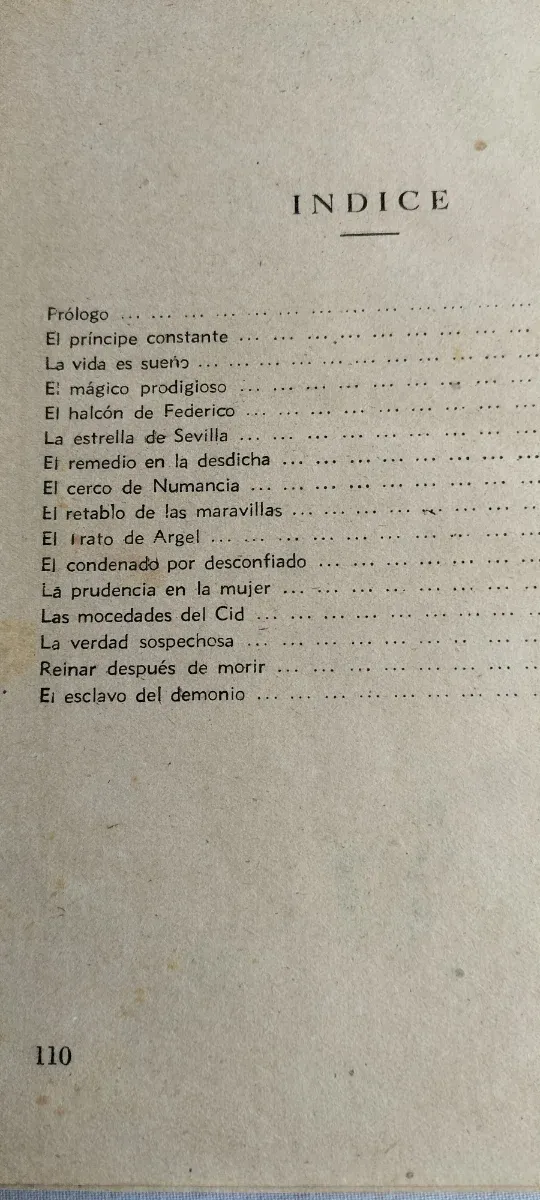 INDICE
Prólogo ... ... ... ... ... ... ... ... ... ... ... ... ...
El príncipe constante ... ... ... ... ... ... ... ... ...
La vida es sueño ... ... ... ... ... ... ... ... ... ... ...
El mágico prodigioso ... ... ... ... ... ... ... ... ...
El halcón de Federico ... ... ... ... ... ... ... ... ...
La estrella de Sevilla ... ... ... ... ... ... ... ... ...
El remedio en la desdicha ... ... ... ... ... ... ... ...
El cerco de Numancia ... ... ... ... ... ... ... ... ...
El retablo de las maravillas ... ... ... ... ... ... ...
El Trato de Argel ... ... ... ... ... ... ... ... ... ...
El condenado por desconfiado ... ... ... ... ... ... ...
La prudencia en la mujer ... ... ... ... ... ... ... ...
Las mocedades del Cid ... ... ... ... ... ... ... ... ...
La verdad sospechosa ... ... ... ... ... ... ... ... ...
Reinar después de morir ... ... ... ... ... ... ... ...
El esclavo del demonio ... ... ... ... ... ... ... ... ...
110